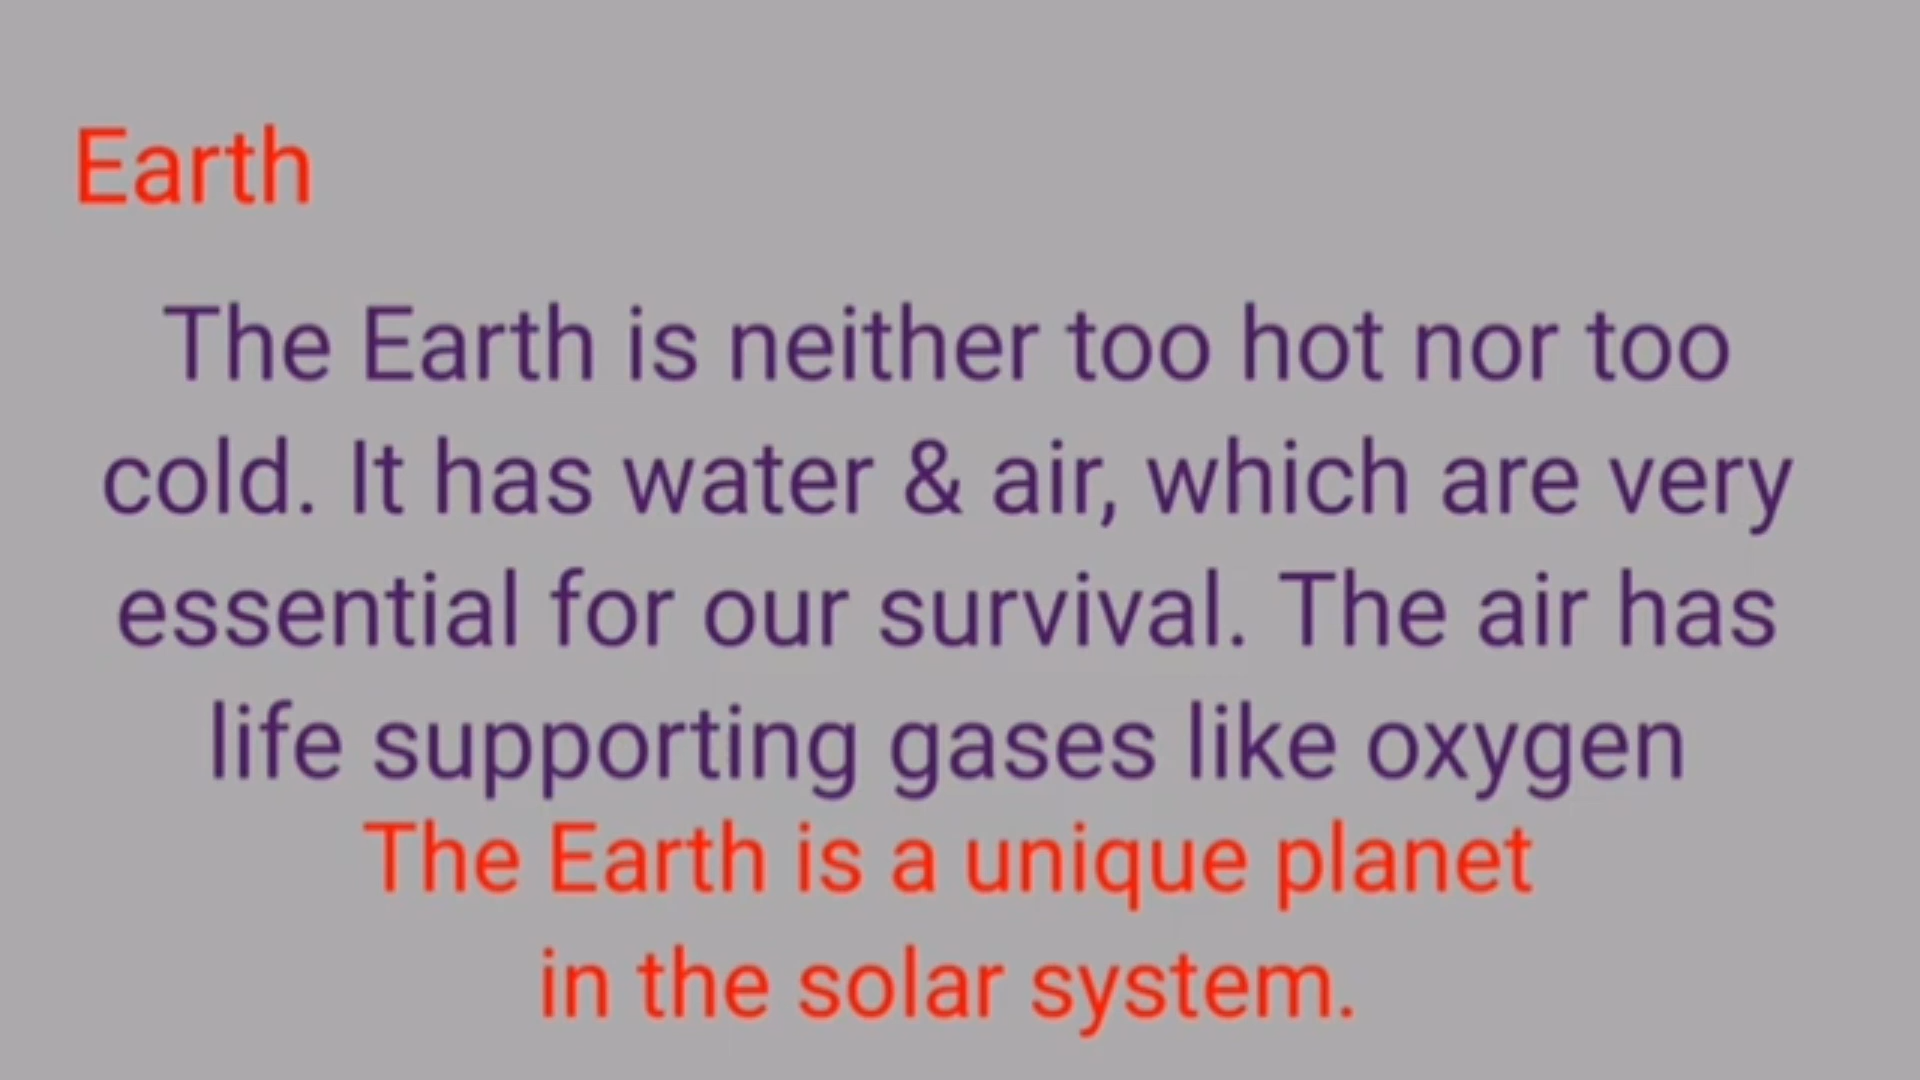 Earth
The Earth is neither too hot nor too
cold. It has water & air, which are very
essential for our survival. The air has
life supporting gases like oxygen
The Earth is a unique planet
in the solar system.